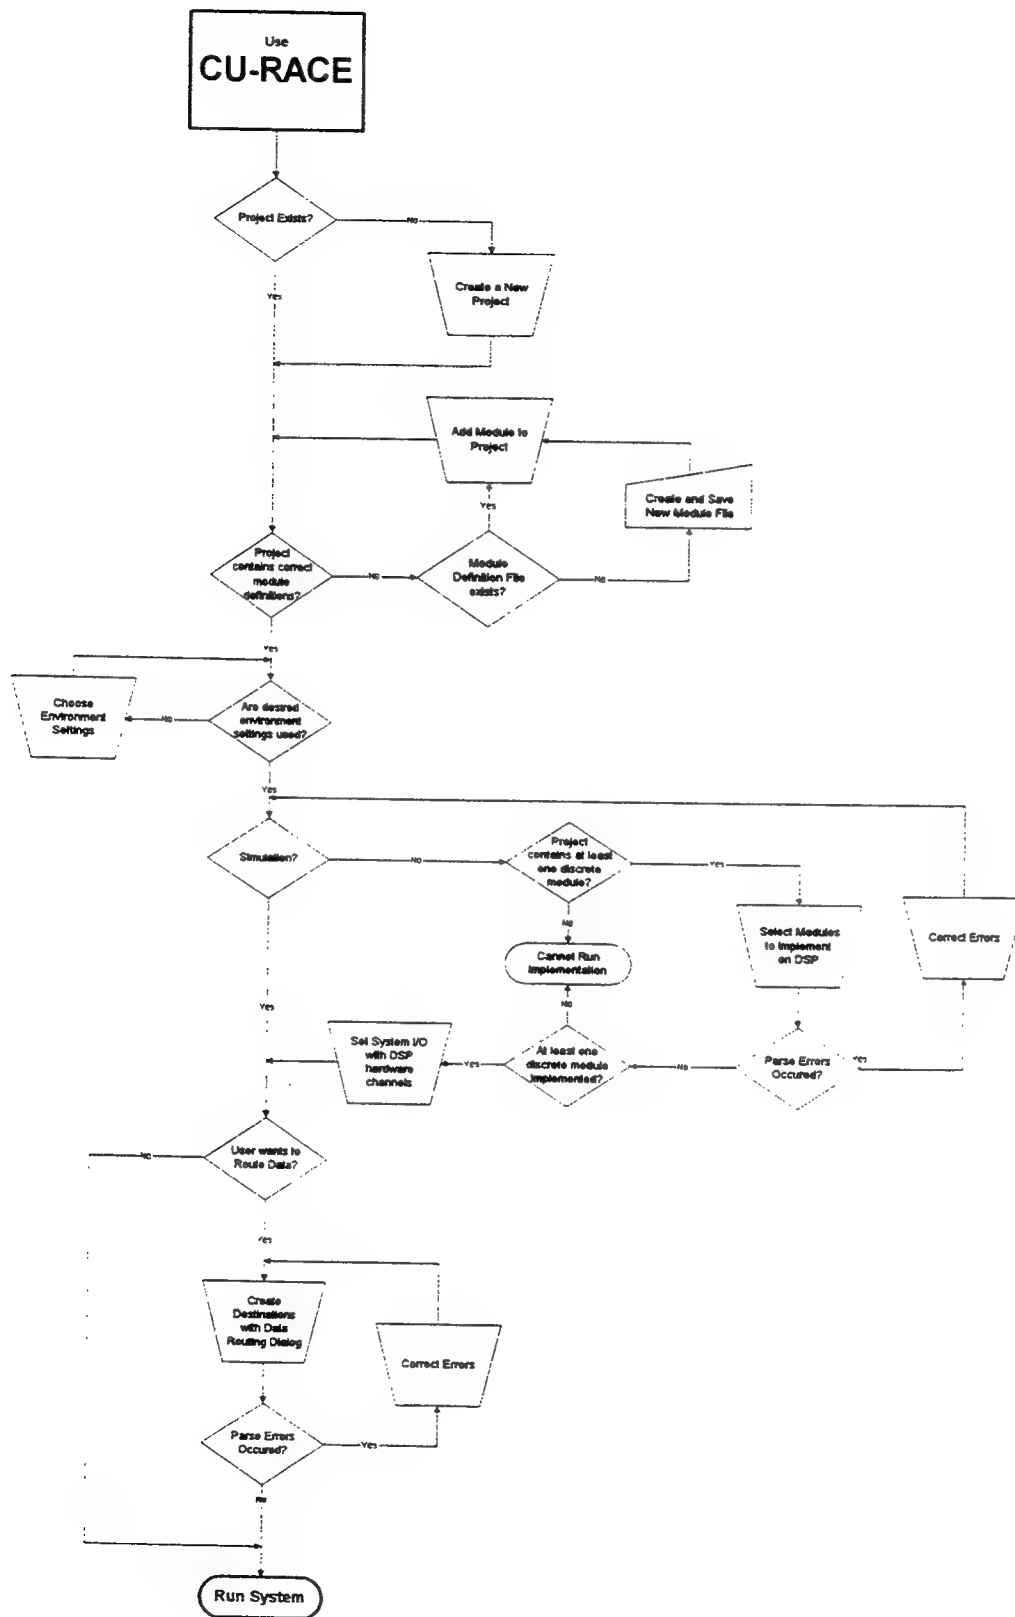 Use
CU-RACE
Project Exists?
No
Create a New
Project
Yes
Add Module to
Project
Create and Save
New Module File
Yes
Project
contains correct
module
definitions?
No
Module
Definition File
exists?
No
Yes
Choose
Environment
Settings
No
Are desired
environment
settings used?
Yes
Simulation?
No
Project
contains at least
one discrete
module?
Yes
No
Select Modules
to Implement
on DSP
Correct Errors
Cannot Run
Implementation
No
Yes
Set System I/O
with DSP
hardware
channels
Yes
At least one
discrete module
implemented?
No
Parse Errors
Occured?
Yes
No
User wants to
Route Data?
Yes
Create
Destinations
with Data
Routing Dialog
Correct Errors
Parse Errors
Occured?
Yes
No
Run System